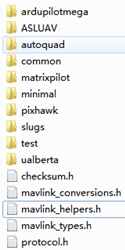 ardupilotmega
ASLUAV
autoquad
common
matrixpilot
minimal
pixhawk
slugs
test
ualberta
checksum.h
mavlink_conversions.h
mavlink_helpers.h
mavlink_types.h
protocol.h